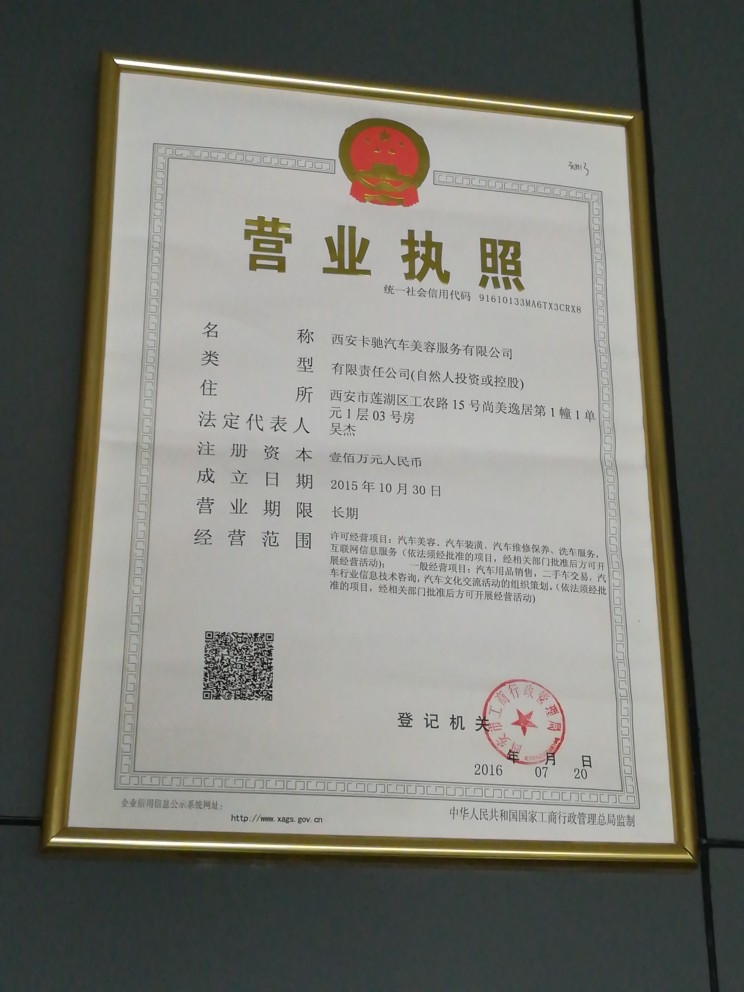 营业执照
统一社会信用代码 91610133MA6TX3CRX8
名称 西安卡驰汽车美容服务有限公司
类型 有限责任公司(自然人投资或控股)
住所 西安市莲湖区工农路15号尚美逸居第1幢1单
元1层03号房
法定代表人 吴杰
注册资本 壹佰万元人民币
成立日期 2015年10月30日
营业期限 长期
经营范围 许可经营项目：汽车美容、汽车装潢、汽车维修保养、洗车服务，
互联网信息服务（依法须经批准的项目，经相关部门批准后方可开
展经营活动)； 一般经营项目：汽车用品销售，二手车交易，汽
车行业信息技术咨询，汽车文化交流活动的组织策划，(依法须经批
准的项目，经相关部门批准后方可开展经营活动)
登记机关
西安市工商行政管理局
年 月 日
2016 07 20
企业信用信息公示系统网址：
http://www.xags.gov.cn
中华人民共和国国家工商行政管理总局监制